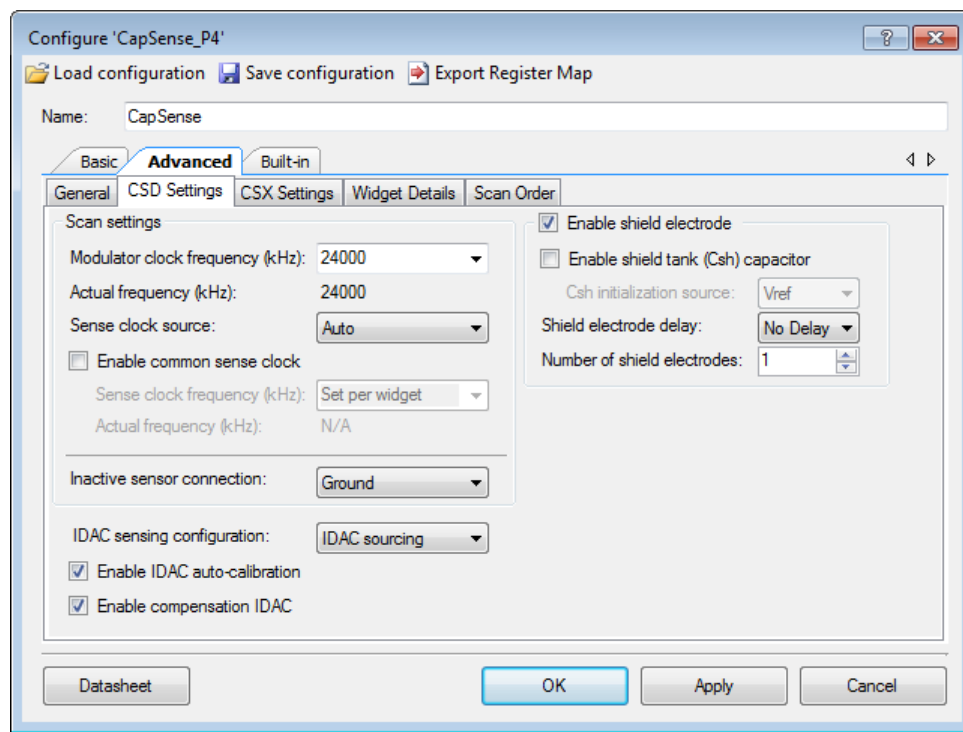 Configure 'CapSense_P4'
Load configuration Save configuration Export Register Map
Name: CapSense
Basic Advanced Built-in
General CSD Settings CSX Settings Widget Details Scan Order
Scan settings
Modulator clock frequency (kHz): 24000
Actual frequency (kHz): 24000
Sense clock source: Auto
Enable common sense clock
Sense clock frequency (kHz): Set per widget
Actual frequency (kHz): N/A
Inactive sensor connection: Ground
IDAC sensing configuration: IDAC sourcing
Enable IDAC auto-calibration
Enable compensation IDAC
Enable shield electrode
Enable shield tank (Csh) capacitor
Csh initialization source: Vref
Shield electrode delay: No Delay
Number of shield electrodes: 1
Datasheet OK Apply Cancel